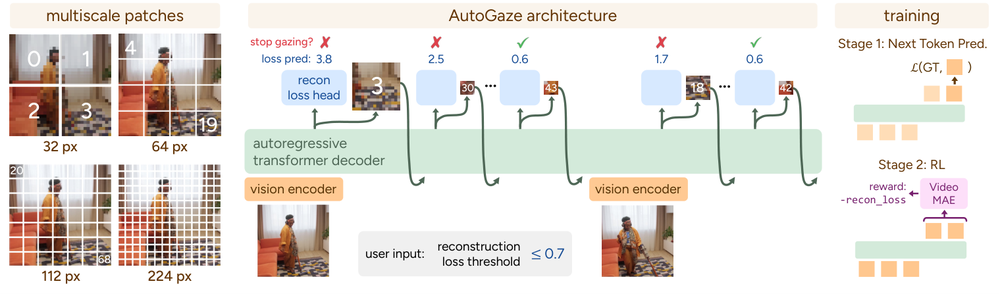 multiscale patches
0
1
2
3
32 px
4
19
64 px
20
68
112 px
224 px
AutoGaze architecture
stop gazing? ✗ ✗ ✓ ✗ ✓
loss pred: 3.8 2.5 0.6 1.7 0.6
recon
loss head
3
30
...
43
18
...
42
autoregressive
transformer decoder
vision encoder
vision encoder
user input:
reconstruction
loss threshold
≤ 0.7
training
Stage 1: Next Token Pred.
ℒ(GT, )
Stage 2: RL
reward:
-recon_loss
Video
MAE